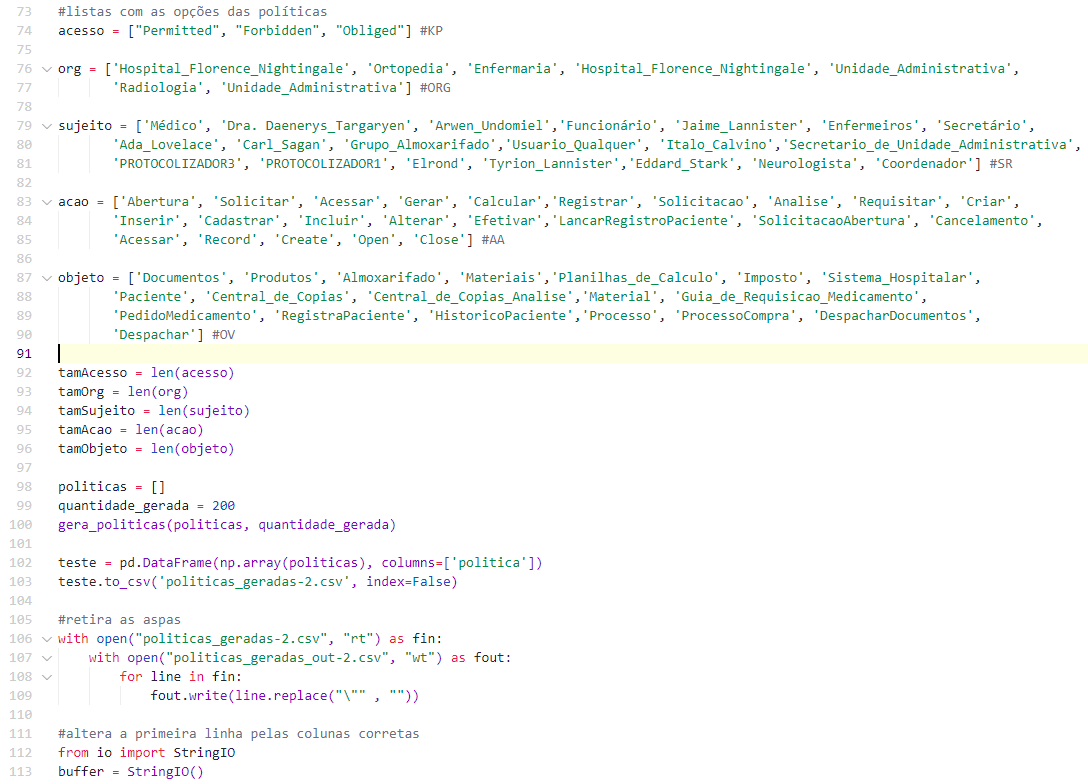 73 #listas com as opções das políticas
74 acesso = ["Permitted", "Forbidden", "Obliged"] #KP
75
76 org = ['Hospital_Florence_Nightingale', 'Ortopedia', 'Enfermaria', 'Hospital_Florence_Nightingale', 'Unidade_Administrativa',
77 'Radiologia', 'Unidade_Administrativa'] #ORG
78
79 sujeito = ['Médico', 'Dra. Daenerys_Targaryen', 'Arwen_Undomiel','Funcionário', 'Jaime_Lannister', 'Enfermeiros', 'Secretário',
80 'Ada_Lovelace', 'Carl_Sagan', 'Grupo_Almoxarifado','Usuario_Qualquer', 'Italo_Calvino','Secretario_de_Unidade_Administrativa',
81 'PROTOCOLIZADOR3', 'PROTOCOLIZADOR1', 'Elrond', 'Tyrion_Lannister','Eddard_Stark', 'Neurologista', 'Coordenador'] #SR
82
83 acao = ['Abertura', 'Solicitar', 'Acessar', 'Gerar', 'Calcular','Registrar', 'Solicitacao', 'Analise', 'Requisitar', 'Criar',
84 'Inserir', 'Cadastrar', 'Incluir', 'Alterar', 'Efetivar','LancarRegistroPaciente', 'SolicitacaoAbertura', 'Cancelamento',
85 'Acessar', 'Record', 'Create', 'Open', 'Close'] #AA
86
87 objeto = ['Documentos', 'Produtos', 'Almoxarifado', 'Materiais','Planilhas_de_Calculo', 'Imposto', 'Sistema_Hospitalar',
88 'Paciente', 'Central_de_Copias', 'Central_de_Copias_Analise','Material', 'Guia_de_Requisicao_Medicamento',
89 'PedidoMedicamento', 'RegistraPaciente', 'HistoricoPaciente','Processo', 'ProcessoCompra', 'DespacharDocumentos',
90 'Despachar'] #OV
91
92 tamAcesso = len(acesso)
93 tamOrg = len(org)
94 tamSujeito = len(sujeito)
95 tamAcao = len(acao)
96 tamObjeto = len(objeto)
97
98 politicas = []
99 quantidade_gerada = 200
100 gera_politicas(politicas, quantidade_gerada)
101
102 teste = pd.DataFrame(np.array(politicas), columns=['politica'])
103 teste.to_csv('politicas_geradas-2.csv', index=False)
104
105 #retira as aspas
106 with open("politicas_geradas-2.csv", "rt") as fin:
107 with open("politicas_geradas_out-2.csv", "wt") as fout:
108 for line in fin:
109 fout.write(line.replace("\"" , ""))
110
111 #altera a primeira linha pelas colunas corretas
112 from io import StringIO
113 buffer = StringIO()